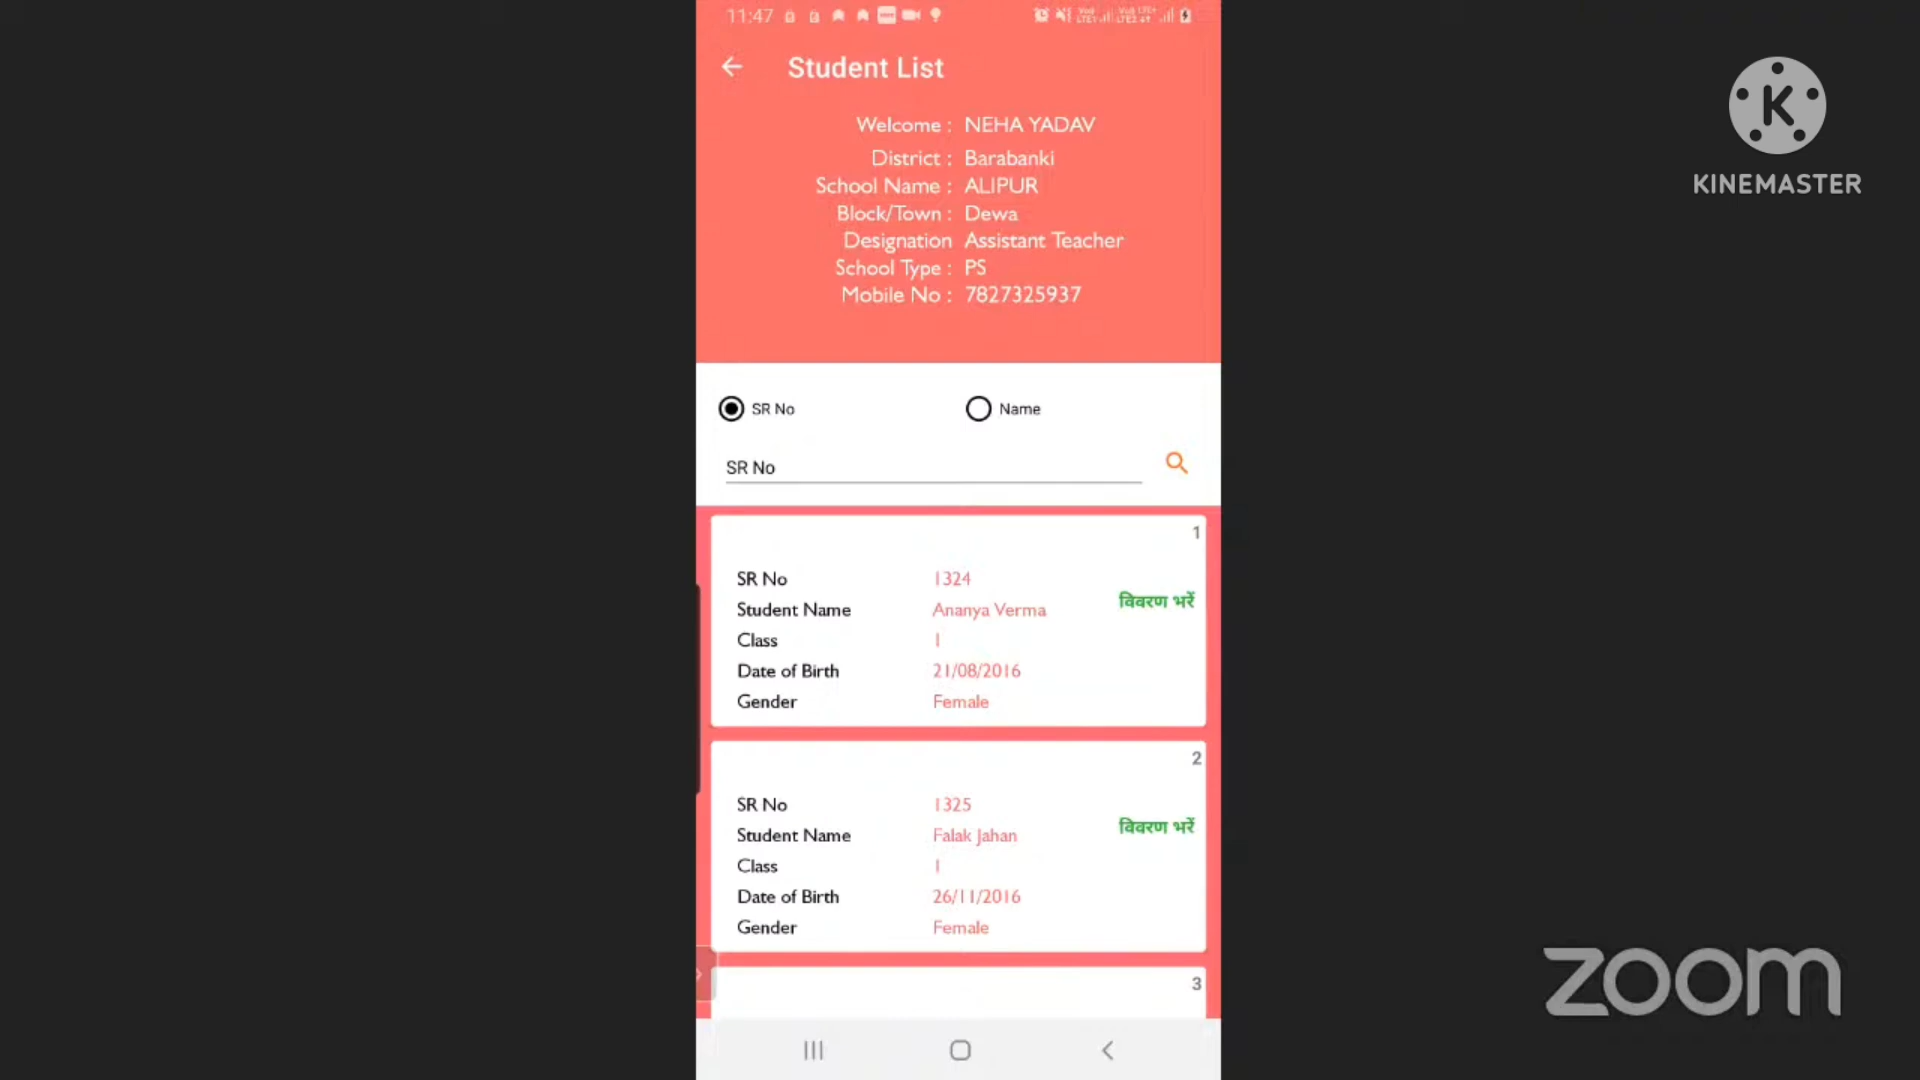 11:47
Student List
Welcome : NEHA YADAV
District : Barabanki
School Name : ALIPUR
Block/Town : Dewa
Designation Assistant Teacher
School Type : PS
Mobile No : 7827325937
SR No
Name
SR No
1
SR No 1324
Student Name Ananya Verma
विवरण भरें
Class 1
Date of Birth 21/08/2016
Gender Female
2
SR No 1325
Student Name Falak Jahan
विवरण भरें
Class 1
Date of Birth 26/11/2016
Gender Female
3
K
KINEMASTER
zoom